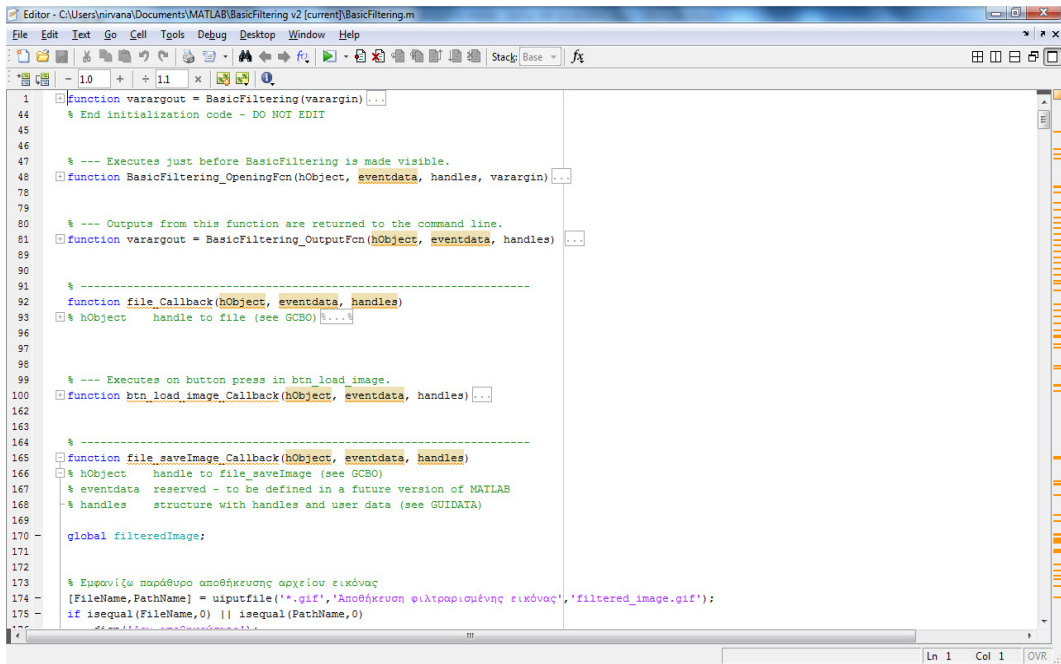 Editor - C:\Users\nirvana\Documents\MATLAB\BasicFiltering v2 [current]\BasicFiltering.m
File Edit Text Go Cell Tools Debug Desktop Window Help
Stack: Base fx
- 1.0 + ÷ 1.1 ×
1 function varargout = BasicFiltering(varargin) ...
44 % End initialization code - DO NOT EDIT
45
46
47 % --- Executes just before BasicFiltering is made visible.
48 function BasicFiltering_OpeningFcn(hObject, eventdata, handles, varargin) ...
78
79
80 % --- Outputs from this function are returned to the command line.
81 function varargout = BasicFiltering_OutputFcn(hObject, eventdata, handles) ...
89
90
91 % --------------------------------------------------------------------
92 function file_Callback(hObject, eventdata, handles)
93 % hObject    handle to file (see GCBO) %...%
96
97
98
99 % --- Executes on button press in btn_load_image.
100 function btn_load_image_Callback(hObject, eventdata, handles) ...
162
163
164 % --------------------------------------------------------------------
165 function file_saveImage_Callback(hObject, eventdata, handles)
166 % hObject    handle to file_saveImage (see GCBO)
167 % eventdata  reserved - to be defined in a future version of MATLAB
168 % handles    structure with handles and user data (see GUIDATA)
169
170 - global filteredImage;
171
172
173 % Εμφανίζω παράθυρο αποθήκευσης αρχείου εικόνας
174 - [FileName,PathName] = uiputfile('*.gif','Αποθήκευση φιλτραρισμένης εικόνας','filtered_image.gif');
175 - if isequal(FileName,0) || isequal(PathName,0)
Ln 1 Col 1 OVR